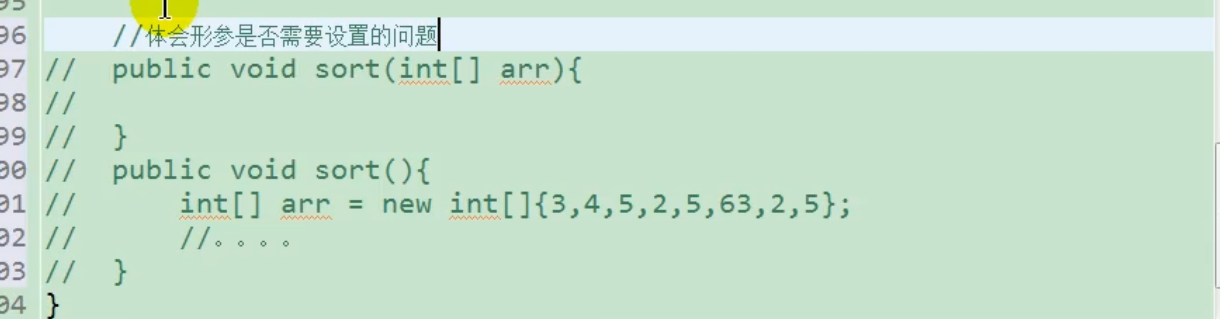 95
96 //体会形参是否需要设置的问题
97 // public void sort(int[] arr){
98 //
99 // }
00 // public void sort(){
01 // int[] arr = new int[]{3,4,5,2,5,63,2,5};
02 // //。。。。
03 // }
04 }